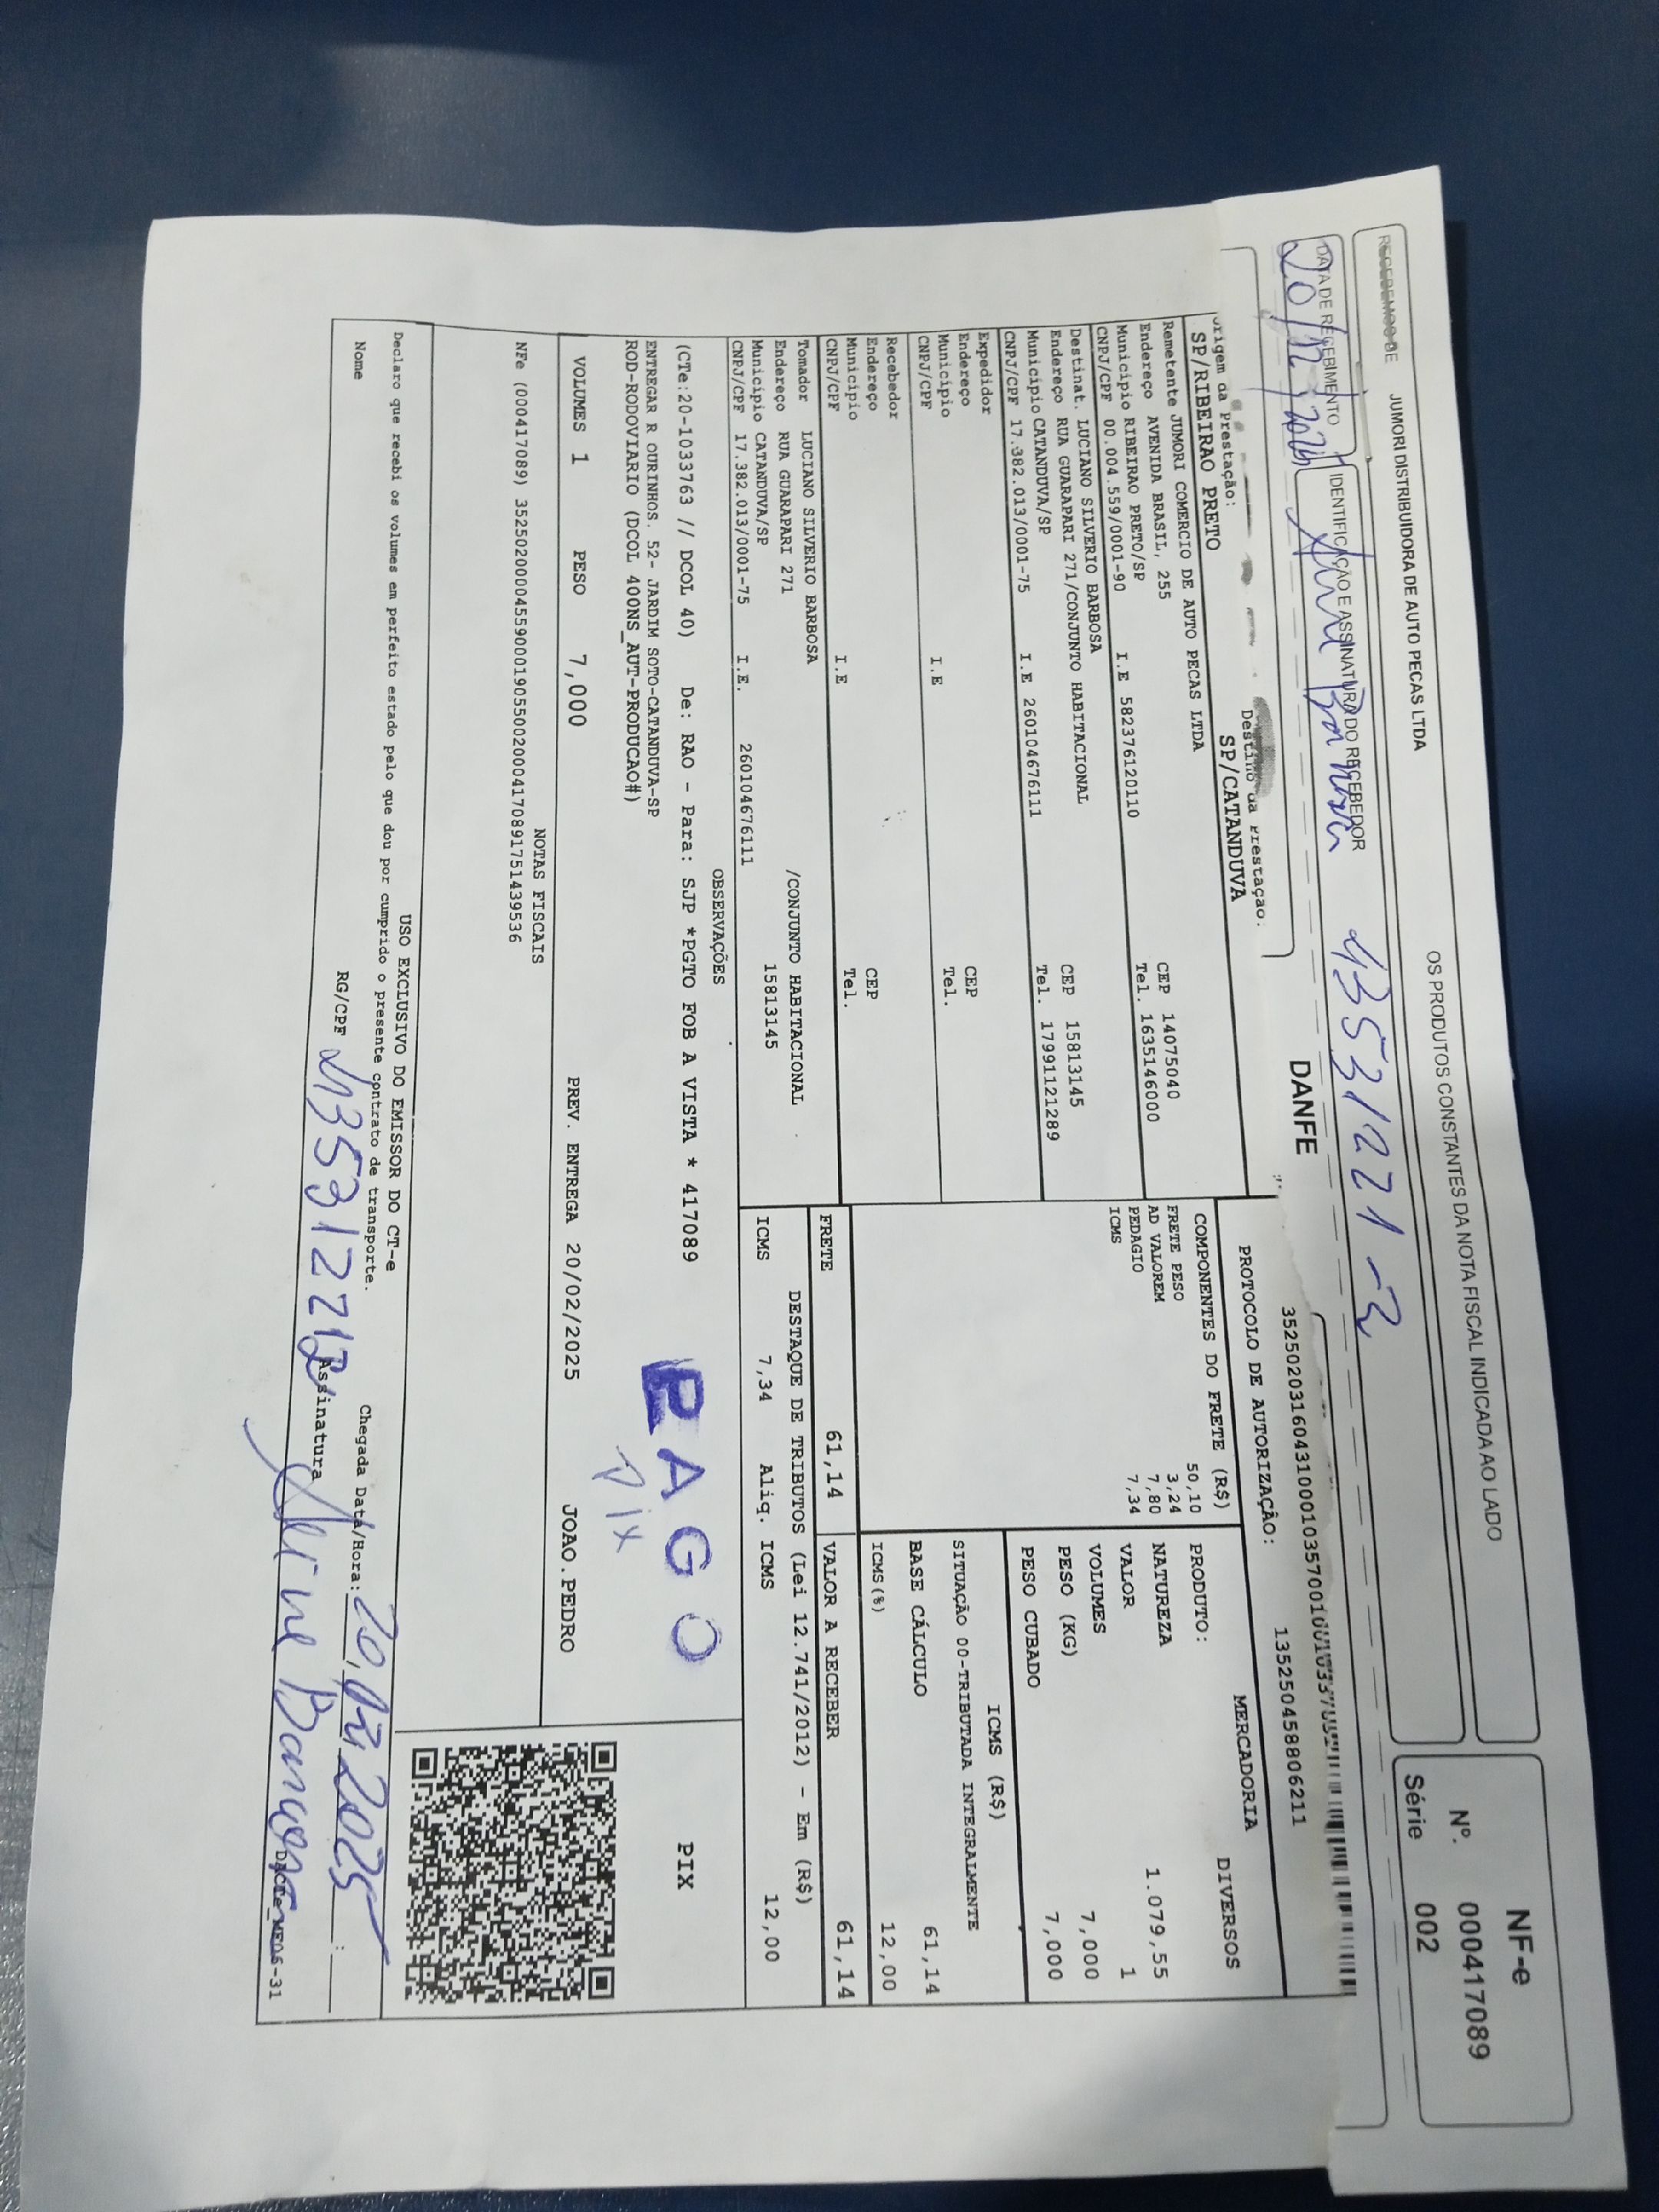 RECEBEMOS DE JUMORI DISTRIBUIDORA DE AUTO PECAS LTDA
OS PRODUTOS CONSTANTES DA NOTA FISCAL INDICADA AO LADO
NF-e
Nº. 000417089
Série 002
DATA DE RECEBIMENTO
IDENTIFICAÇÃO E ASSINATURA DO RECEBEDOR
43531221-2
DANFE
Origem da Prestação:
SP/RIBEIRAO PRETO
Destino da Prestação:
SP/CATANDUVA
PROTOCOLO DE AUTORIZAÇÃO:
135250458806211
Remetente JUMORI COMERCIO DE AUTO PECAS LTDA
Endereço AVENIDA BRASIL, 255 CEP 14075040
Município RIBEIRAO PRETO/SP Tel. 1635146000
CNPJ/CPF 00.004.559/0001-90 I.E 582376120110
Destinat. LUCIANO SILVERIO BARBOSA
Endereço RUA GUARAPARI 271/CONJUNTO HABITACIONAL CEP 15813145
Município CATANDUVA/SP Tel. 17991121289
CNPJ/CPF 17.382.013/0001-75 I.E 260104676111
Expedidor
Endereço CEP
Município Tel.
CNPJ/CPF I.E
Recebedor
Endereço CEP
Município Tel.
CNPJ/CPF I.E
Tomador LUCIANO SILVERIO BARBOSA
Endereço RUA GUARAPARI 271 /CONJUNTO HABITACIONAL
Município CATANDUVA/SP 15813145
CNPJ/CPF 17.382.013/0001-75 I.E. 260104676111
COMPONENTES DO FRETE (R$)
FRETE PESO 50,10
AD VALOREM 3,24
PEDAGIO 7,80
ICMS 7,34
MERCADORIA
PRODUTO: DIVERSOS
NATUREZA
VALOR 1.079,55
VOLUMES 1
PESO (KG) 7,000
PESO CUBADO 7,000
ICMS (R$)
SITUAÇÃO 00-TRIBUTADA INTEGRALMENTE
BASE CÁLCULO 61,14
ICMS(%) 12,00
FRETE 61,14
VALOR A RECEBER 61,14
DESTAQUE DE TRIBUTOS (Lei 12.741/2012) - Em (R$)
ICMS 7,34 Aliq. ICMS 12,00
OBSERVAÇÕES
(CTe:20-1033763 // DCOL 40) De: RAO - Para: SJP *PGTO FOB A VISTA * 417089
ENTREGAR R OURINHOS. 52- JARDIM SOTO-CATANDUVA-SP
ROD-RODOVIARIO (DCOL 40ONS_AUT-PRODUCAO#)
PAGO
Pix
PIX
VOLUMES 1 PESO 7,000 PREV. ENTREGA 20/02/2025 JOAO.PEDRO
NOTAS FISCAIS
NFe (000417089) 35250200004559000190550020004170891751439536
USO EXCLUSIVO DO EMISSOR DO CT-e
Declaro que recebi os volumes em perfeito estado pelo que dou por cumprido o presente contrato de transporte.
Chegada Data/Hora: 20,02 2025 :
Nome RG/CPF 435312212 Assinatura